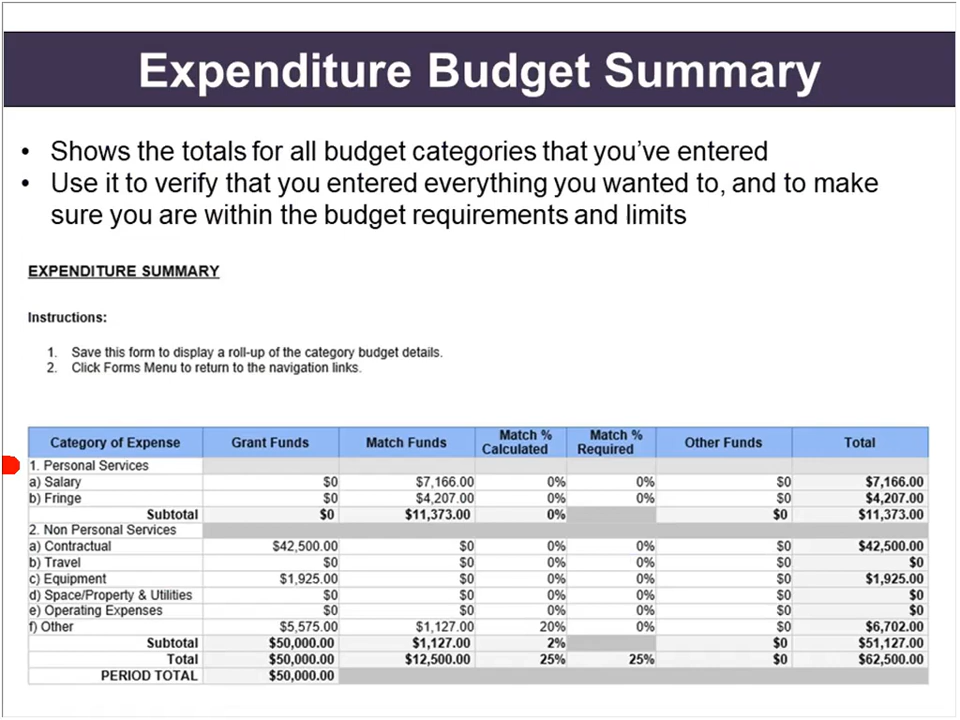 Expenditure Budget Summary
• Shows the totals for all budget categories that you've entered
• Use it to verify that you entered everything you wanted to, and to make
sure you are within the budget requirements and limits
EXPENDITURE SUMMARY
Instructions:
1. Save this form to display a roll-up of the category budget details.
2. Click Forms Menu to return to the navigation links.
Category of Expense Grant Funds Match Funds Match % Calculated Match % Required Other Funds Total
1. Personal Services
a) Salary $0 $7,166.00 0% 0% $0 $7,166.00
b) Fringe $0 $4,207.00 0% 0% $0 $4,207.00
Subtotal $0 $11,373.00 0% $0 $11,373.00
2. Non Personal Services
a) Contractual $42,500.00 $0 0% 0% $0 $42,500.00
b) Travel $0 $0 0% 0% $0 $0
c) Equipment $1,925.00 $0 0% 0% $0 $1,925.00
d) Space/Property & Utilities $0 $0 0% 0% $0 $0
e) Operating Expenses $0 $0 0% 0% $0 $0
f) Other $5,575.00 $1,127.00 20% 0% $0 $6,702.00
Subtotal $50,000.00 $1,127.00 2% $0 $51,127.00
Total $50,000.00 $12,500.00 25% 25% $0 $62,500.00
PERIOD TOTAL $50,000.00